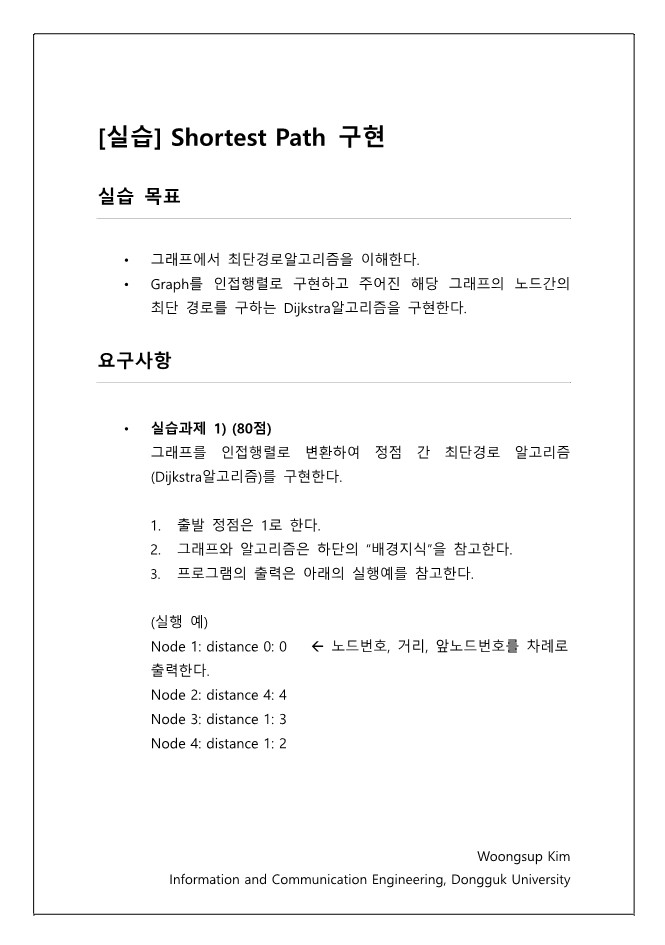 [실습] Shortest Path 구현
실습 목표
• 그래프에서 최단경로알고리즘을 이해한다.
• Graph를 인접행렬로 구현하고 주어진 해당 그래프의 노드간의
최단 경로를 구하는 Dijkstra알고리즘을 구현한다.
요구사항
• 실습과제 1) (80점)
그래프를 인접행렬로 변환하여 정점 간 최단경로 알고리즘
(Dijkstra알고리즘)를 구현한다.
1. 출발 정점은 1로 한다.
2. 그래프와 알고리즘은 하단의 “배경지식”을 참고한다.
3. 프로그램의 출력은 아래의 실행예를 참고한다.
(실행 예)
Node 1: distance 0: 0 ← 노드번호, 거리, 앞노드번호를 차례로
출력한다.
Node 2: distance 4: 4
Node 3: distance 1: 3
Node 4: distance 1: 2
Woongsup Kim
Information and Communication Engineering, Dongguk University